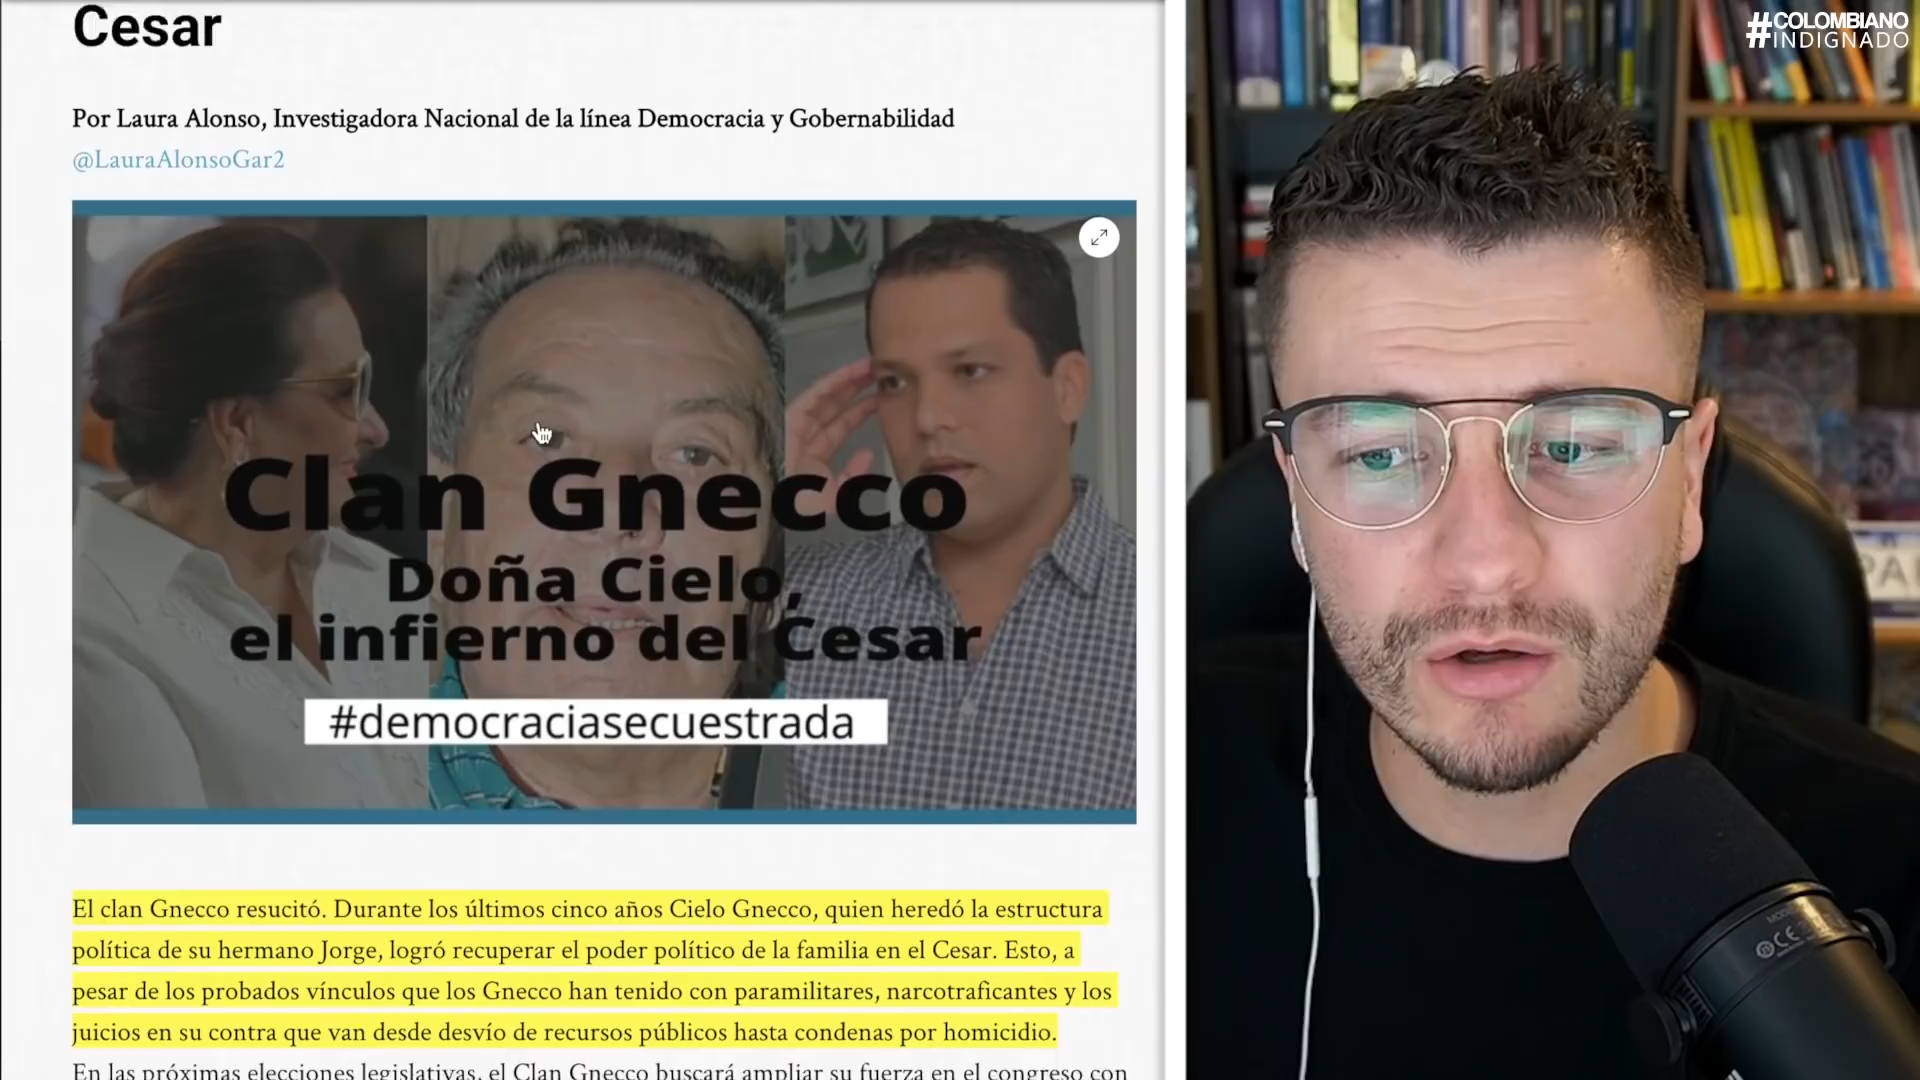 Cesar
#COLOMBIANO
INDIGNADO
Por Laura Alonso, Investigadora Nacional de la línea Democracia y Gobernabilidad
@LauraAlonsoGar2
Clan Gnecco
Doña Cielo,
el infierno del Cesar
#democraciasecuestrada
El clan Gnecco resucitó. Durante los últimos cinco años Cielo Gnecco, quien heredó la estructura
política de su hermano Jorge, logró recuperar el poder político de la familia en el Cesar. Esto, a
pesar de los probados vínculos que los Gnecco han tenido con paramilitares, narcotraficantes y los
juicios en su contra que van desde desvío de recursos públicos hasta condenas por homicidio.
En las próximas elecciones legislativas, el Clan Gnecco buscará ampliar su fuerza en el congreso con